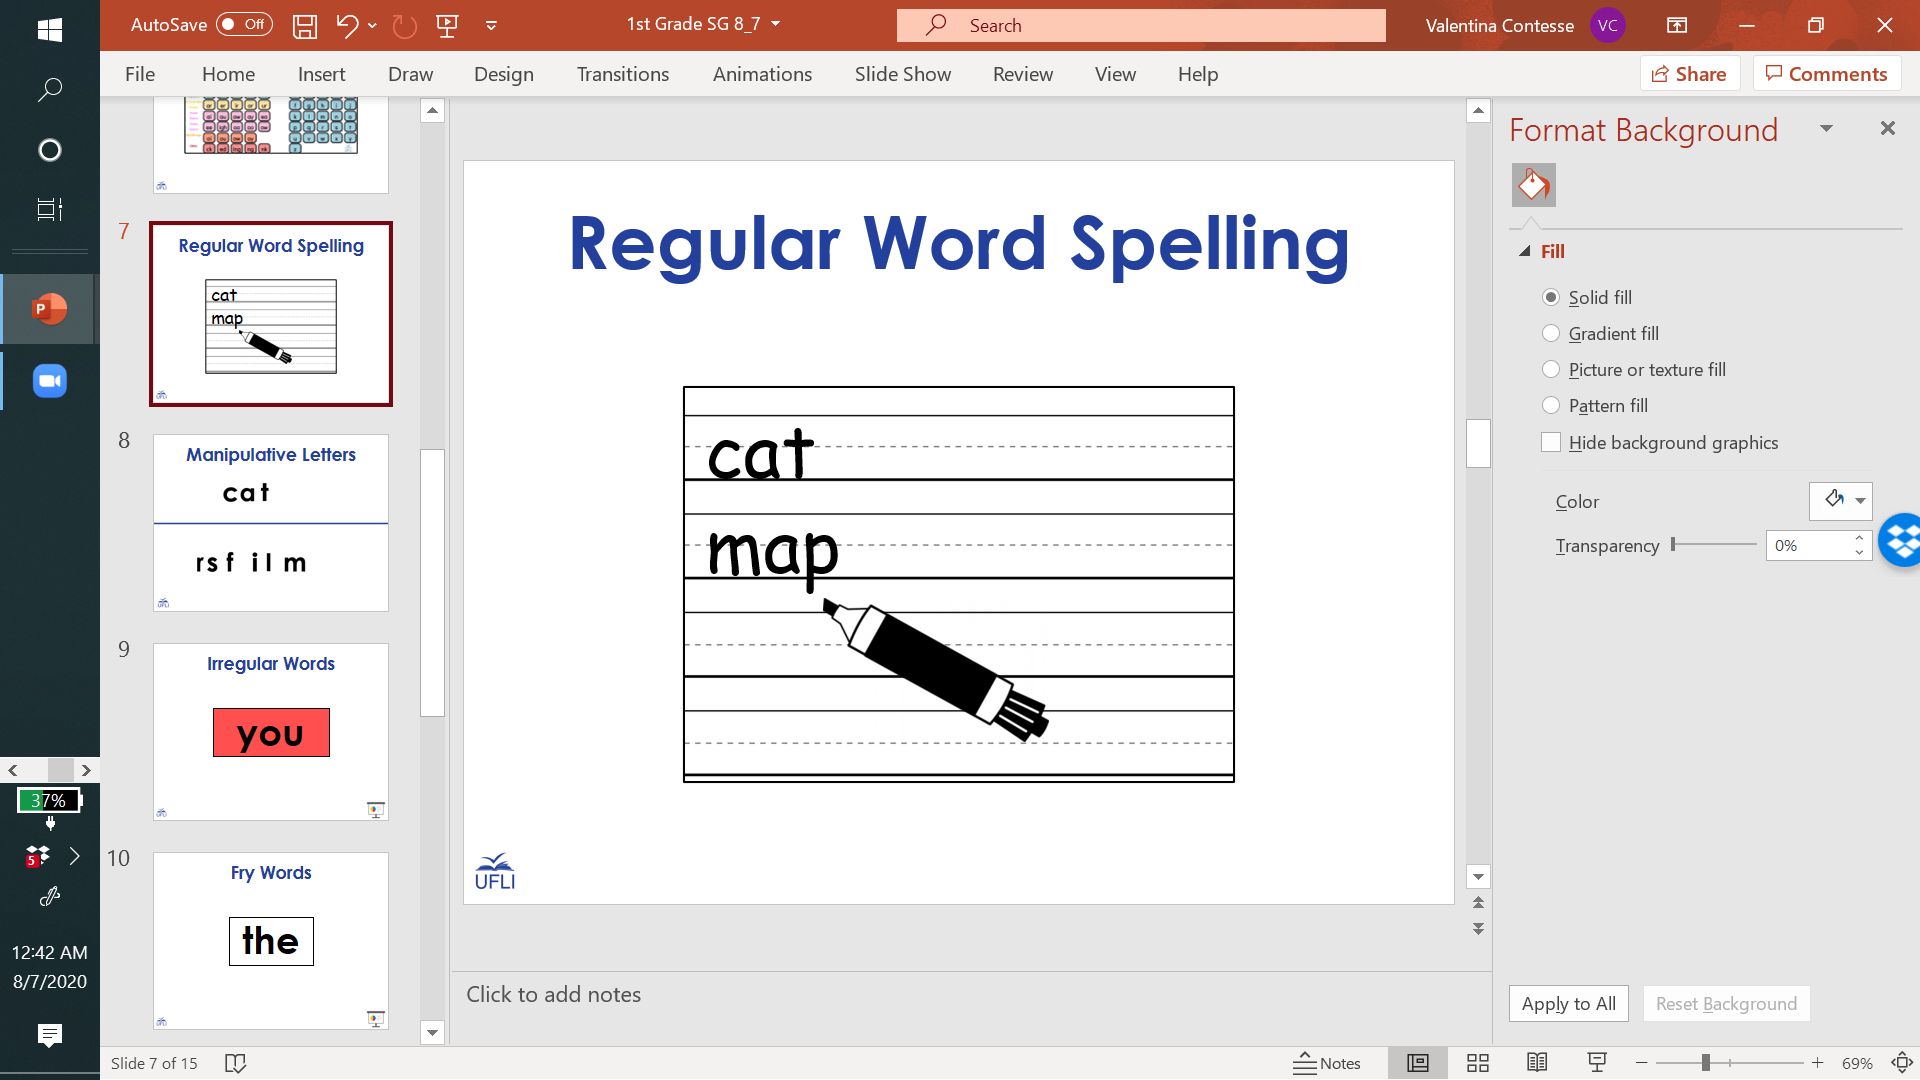 AutoSave Off
1st Grade SG 8_7
Search
Valentina Contesse VC
File Home Insert Draw Design Transitions Animations Slide Show Review View Help
Share Comments
7
Regular Word Spelling
cat
map
8
Manipulative Letters
c a t
r s f i l m
UFLI
9
Irregular Words
you
10
Fry Words
the
Regular Word Spelling
cat
map
UFLI
Click to add notes
Format Background
Fill
Solid fill
Gradient fill
Picture or texture fill
Pattern fill
Hide background graphics
Color
Transparency 0%
Apply to All Reset Background
P
37%
5
12:42 AM
8/7/2020
Slide 7 of 15
Notes
69%